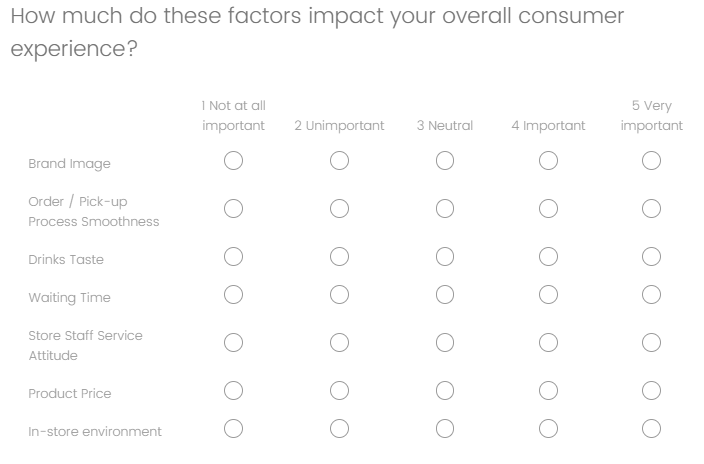 How much do these factors impact your overall consumer
experience?
1 Not at all
important
2 Unimportant
3 Neutral
4 Important
5 Very
important
Brand Image
Order / Pick-up
Process Smoothness
Drinks Taste
Waiting Time
Store Staff Service
Attitude
Product Price
In-store environment